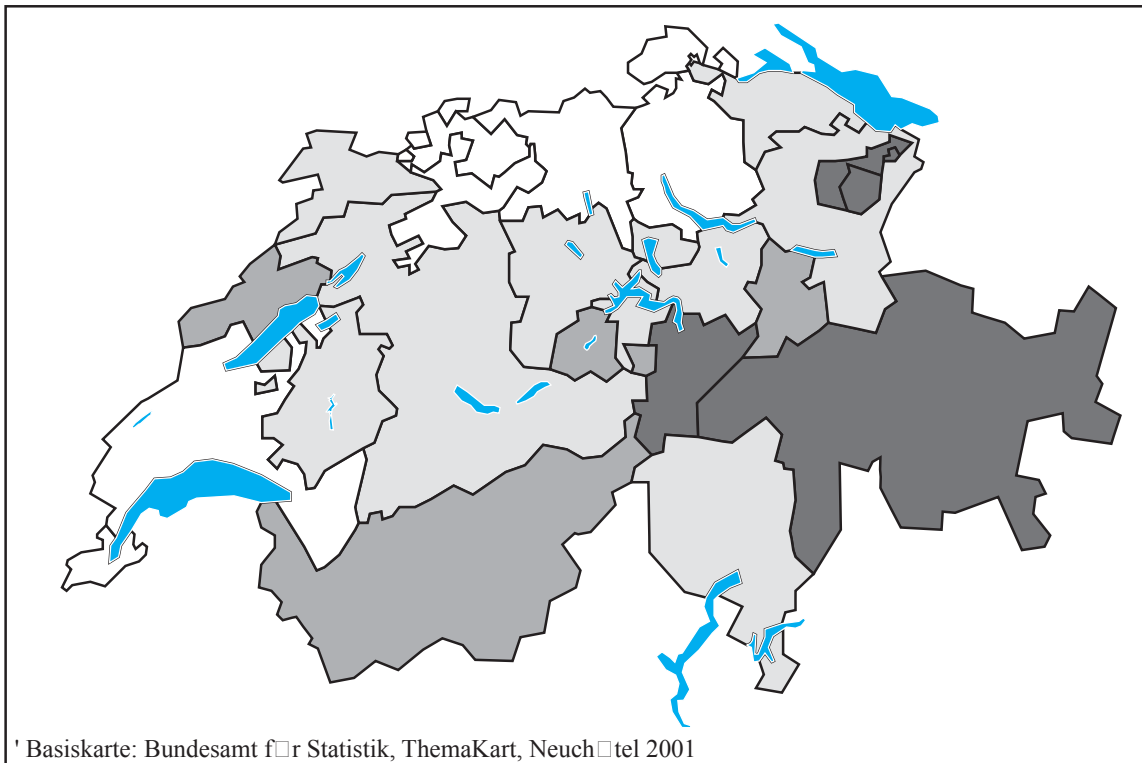 ' Basiskarte: Bundesamt f□r Statistik, ThemaKart, Neuch□tel 2001